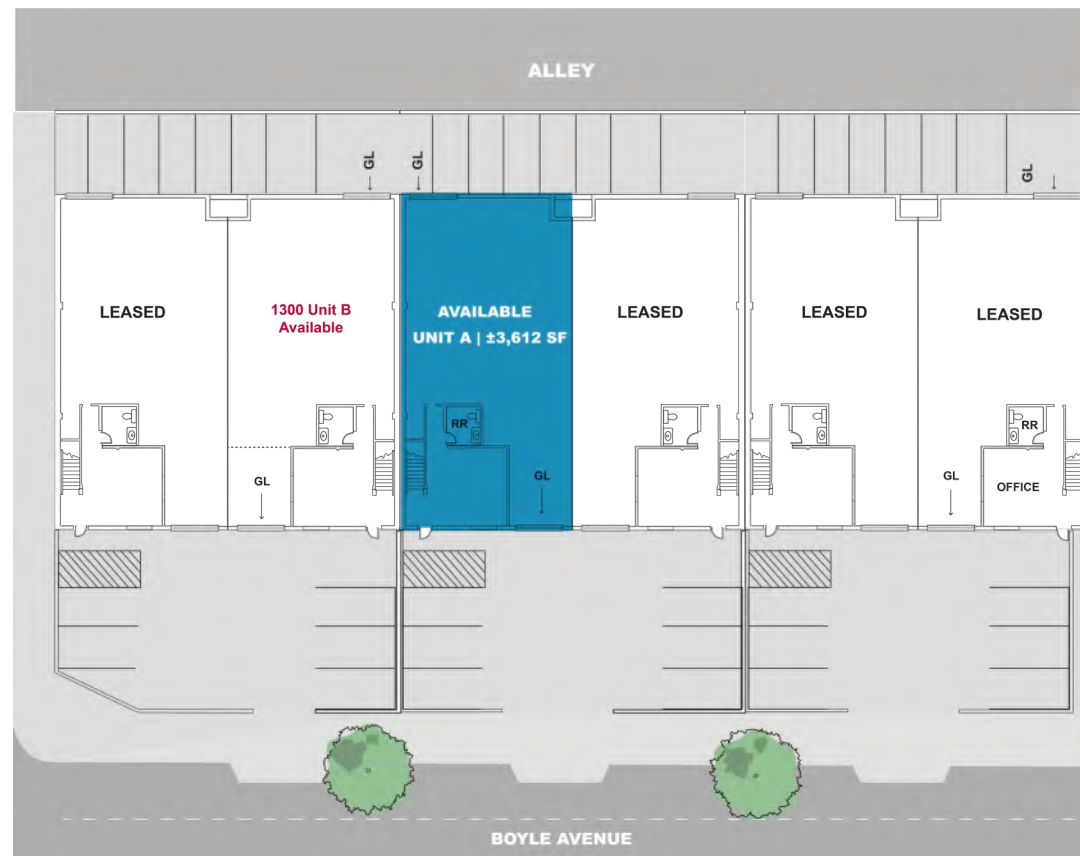 ALLEY
GL
GL
GL
LEASED
1300 Unit B
Available
AVAILABLE
UNIT A | ±3,612 SF
LEASED
LEASED
LEASED
RR
RR
GL
GL
GL
OFFICE
BOYLE AVENUE